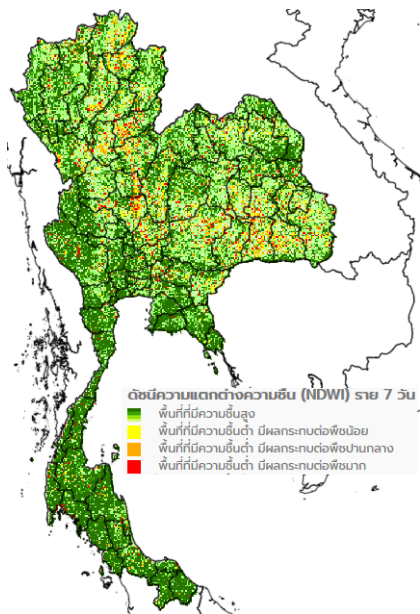 ดัชนีความแตกต่างความชื้น (NDWI) ราย 7 วัน
พื้นที่ที่มีความชื้นสูง
พื้นที่ที่มีความชื้นต่ำ มีผลกระทบต่อพืชน้อย
พื้นที่ที่มีความชื้นต่ำ มีผลกระทบต่อพืชปานกลาง
พื้นที่ที่มีความชื้นต่ำ มีผลกระทบต่อพืชมาก